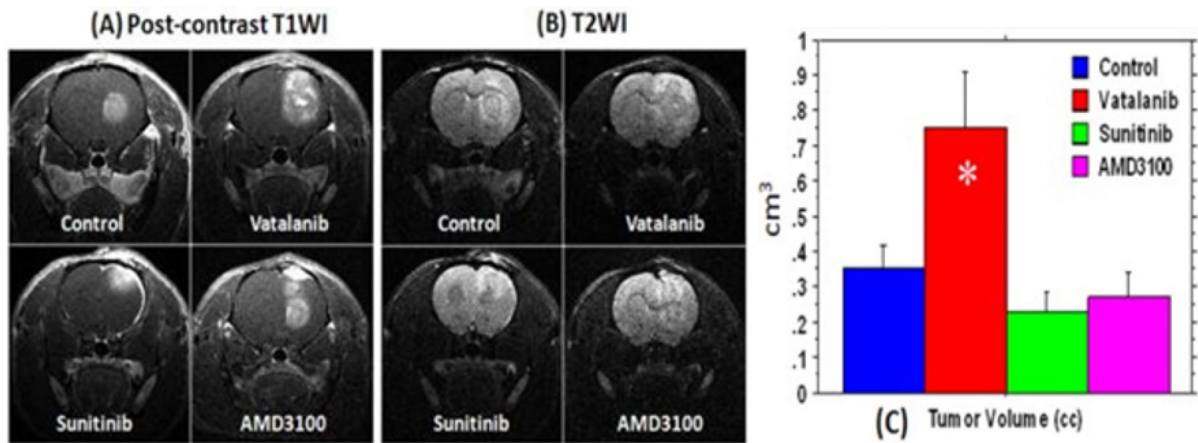 (A) Post-contrast T1WI
(B) T2WI
Control
Vatalanib
Control
Vatalanib
Sunitinib
AMD3100
Sunitinib
AMD3100
1
.9
.8
.7
.6
.5
.4
.3
.2
.1
0
cm³
Control
Vatalanib
Sunitinib
AMD3100
*
(C)
Tumor Volume (cc)